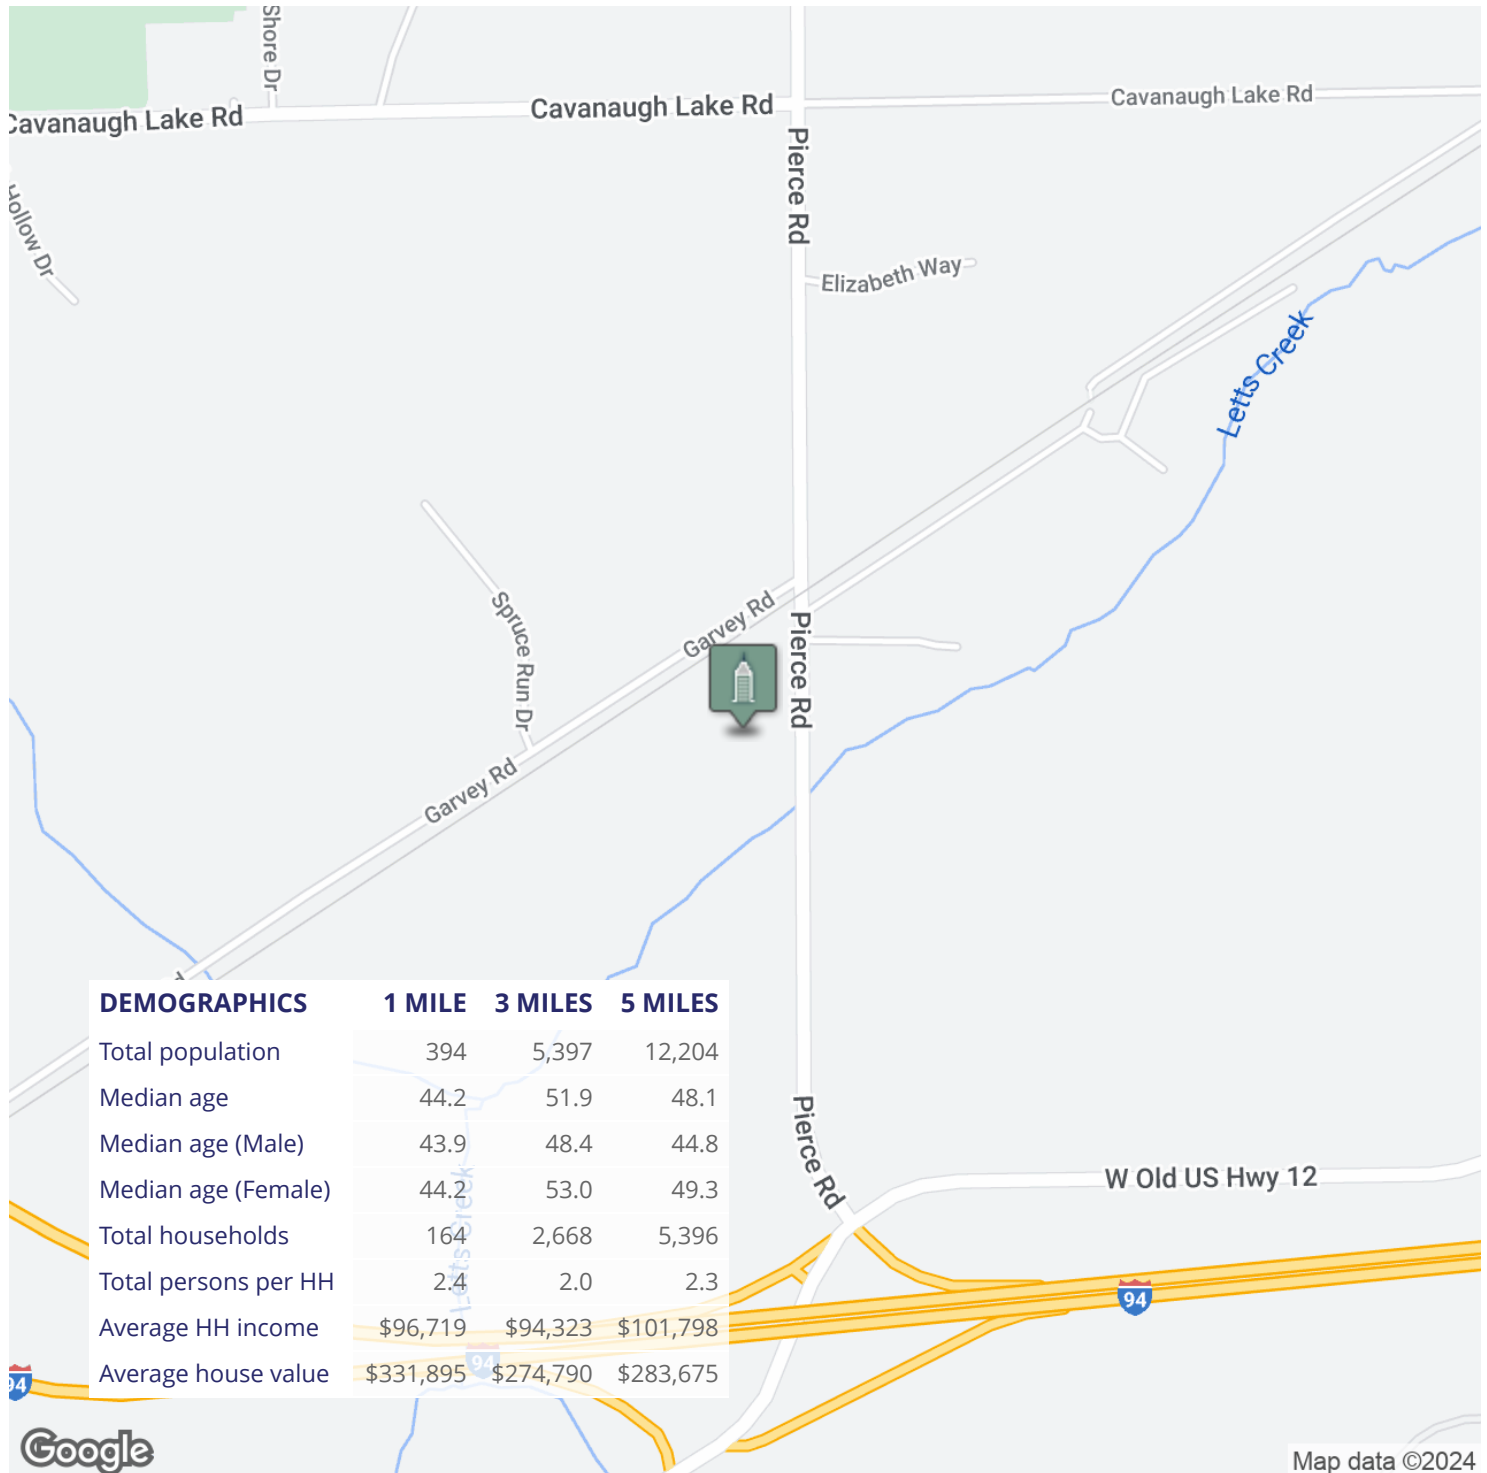 Shore Dr
Cavanaugh Lake Rd
Cavanaugh Lake Rd
Cavanaugh Lake Rd
Pierce Rd
Hollow Dr
Elizabeth Way
Letts Creek
Spruce Run Dr
Garvey Rd
Pierce Rd
Garvey Rd
DEMOGRAPHICS 1 MILE 3 MILES 5 MILES
Total population 394 5,397 12,204
Median age 44.2 51.9 48.1
Median age (Male) 43.9 48.4 44.8
Median age (Female) 44.2 53.0 49.3
Total households 164 2,668 5,396
Total persons per HH 2.4 2.0 2.3
Average HH income $96,719 $94,323 $101,798
Average house value $331,895 $274,790 $283,675
Letts Creek
94
Pierce Rd
W Old US Hwy 12
94
94
Google
Map data ©2024